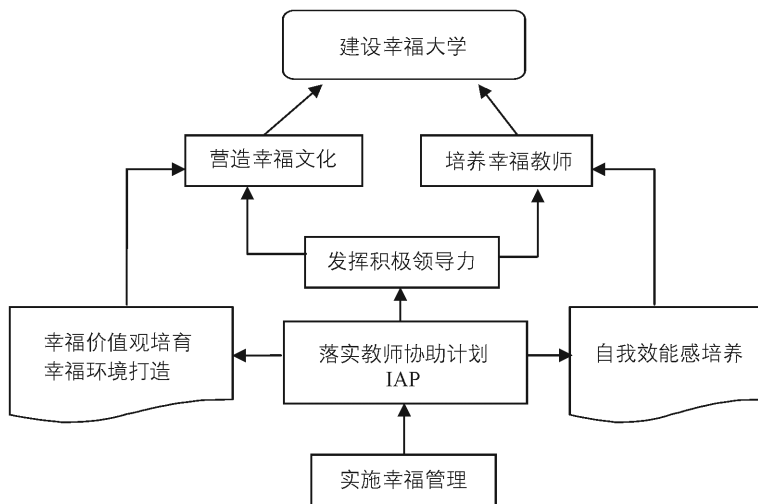 建设幸福大学
营造幸福文化
培养幸福教师
发挥积极领导力
幸福价值观培育
幸福环境打造
落实教师协助计划
IAP
自我效能感培养
实施幸福管理